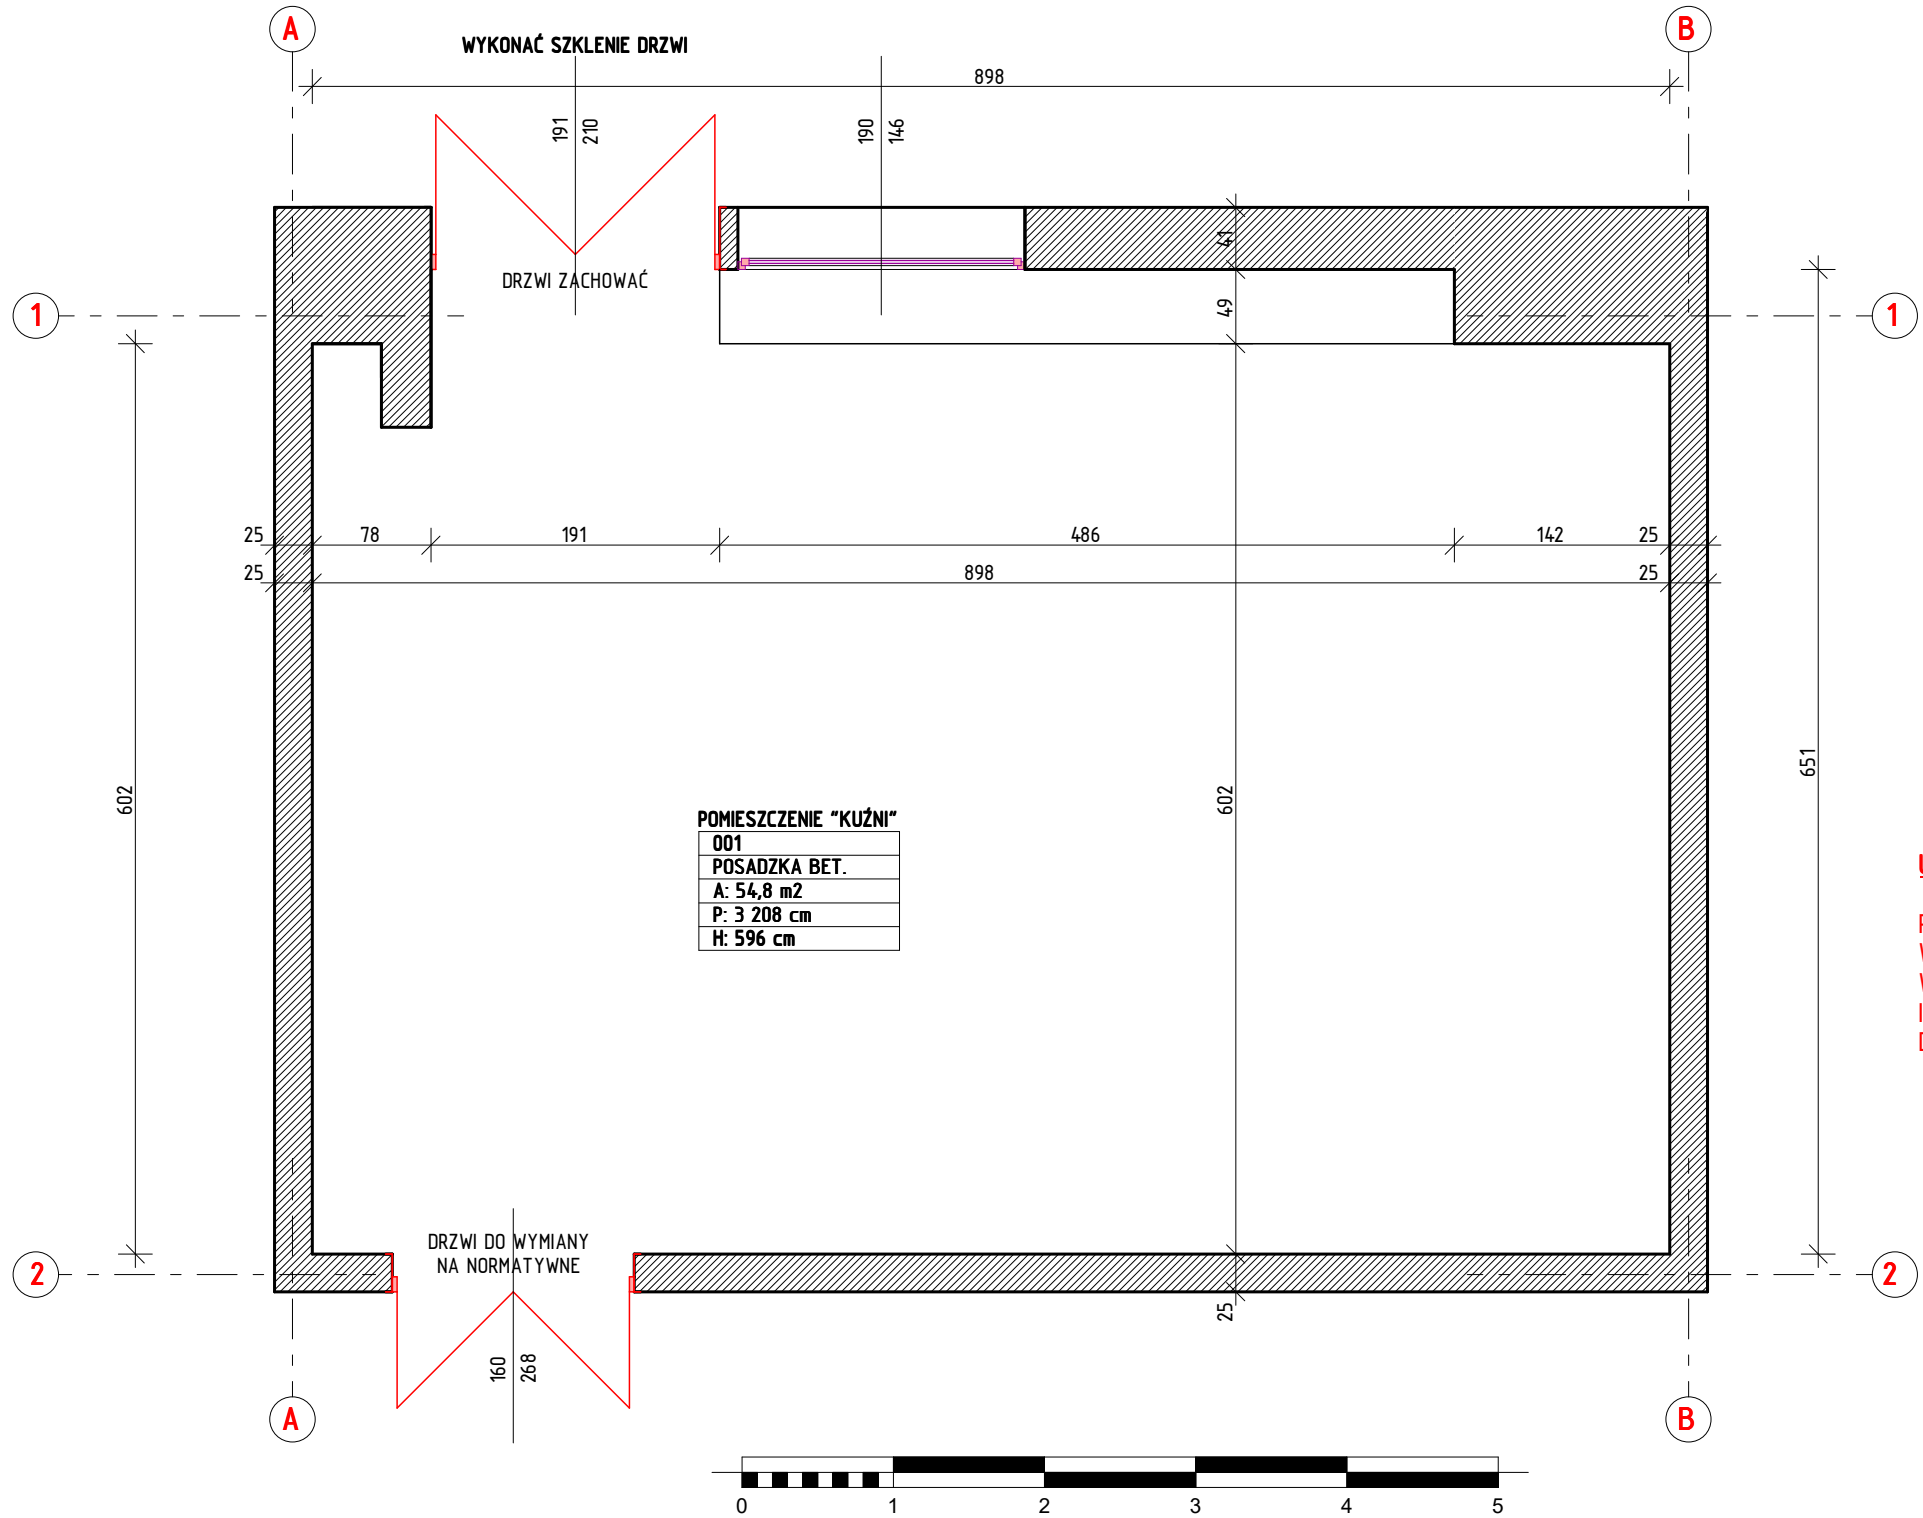 A
B
WYKONAĆ SZKLENIE DRZWI
898
191
210
190
146
41
DRZWI ZACHOWAĆ
49
1
1
25
78
191
486
142
25
25
898
25
602
602
651
POMIESZCZENIE "KUŹNI"
001
POSADZKA BET.
A: 54,8 m2
P: 3 208 cm
H: 596 cm
DRZWI DO WYMIANY
NA NORMATYWNE
2
2
25
160
268
A
B
0 1 2 3 4 5